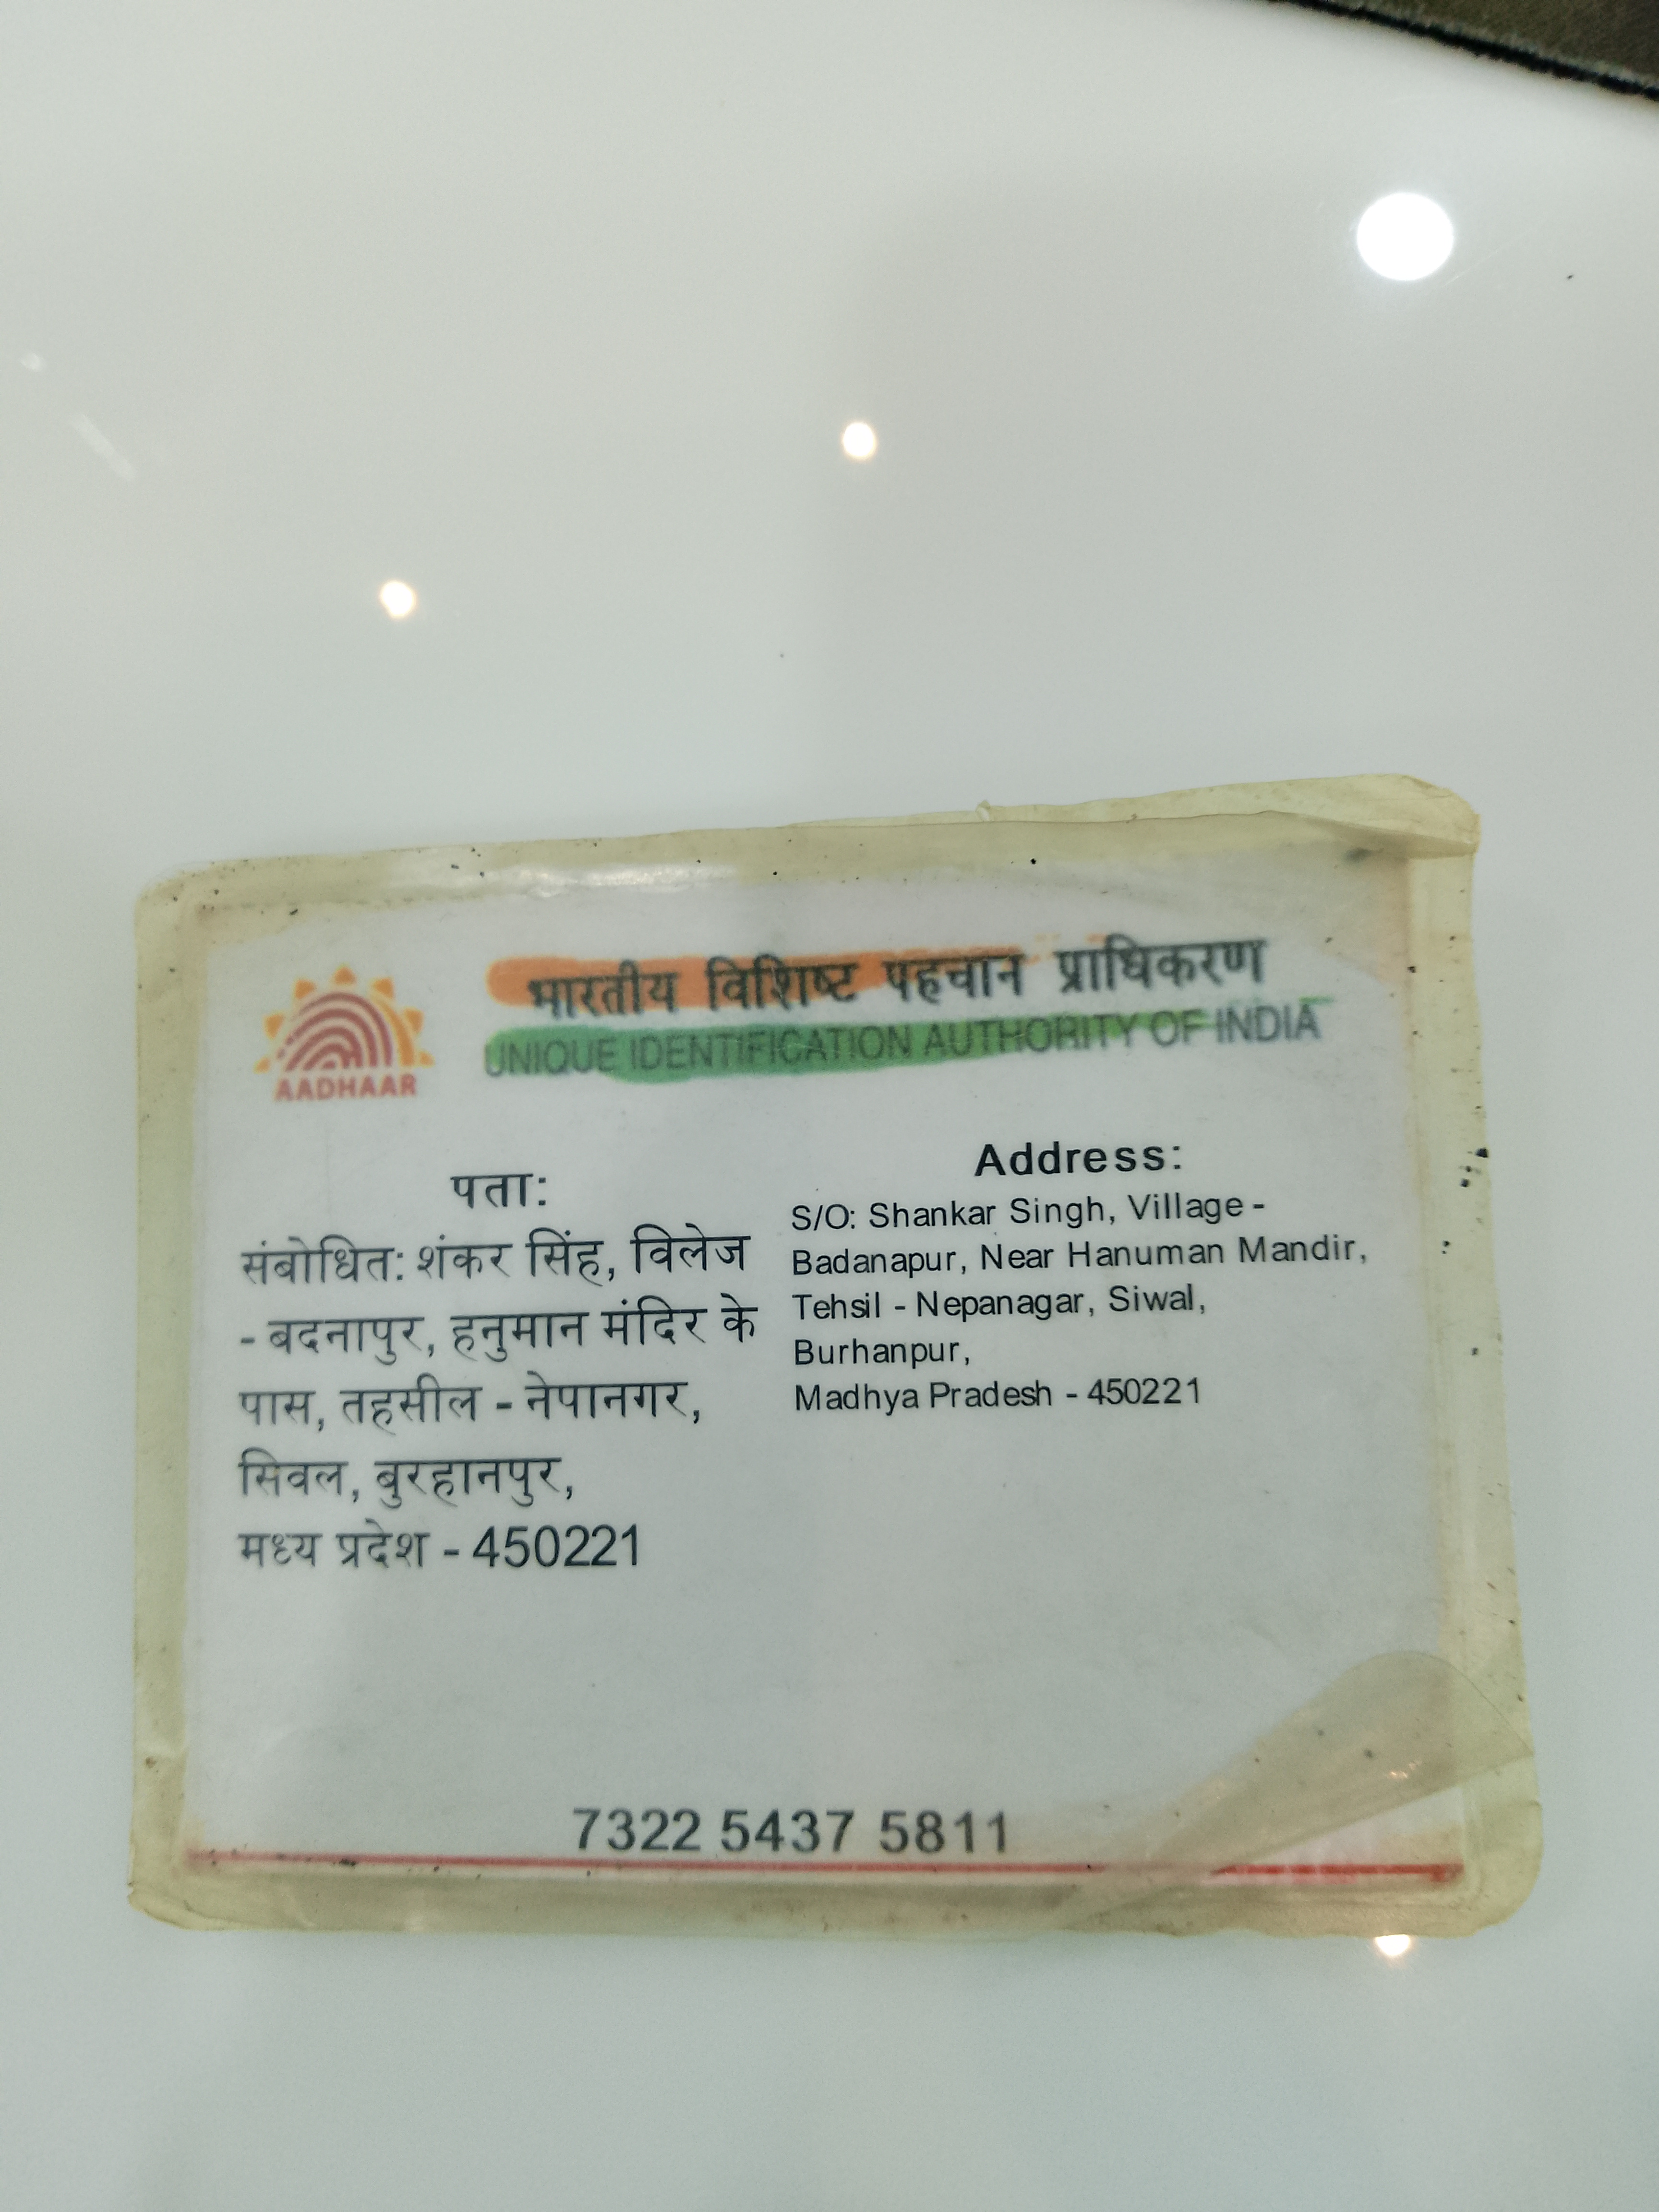 भारतीय विशिष्ट पहचान प्राधिकरण
UNIQUE IDENTIFICATION AUTHORITY OF INDIA
AADHAAR
पता:
संबोधित: शंकर सिंह, विलेज
- बदनापुर, हनुमान मंदिर के
पास, तहसील - नेपानगर,
सिवल, बुरहानपुर,
मध्य प्रदेश - 450221
Address:
S/O: Shankar Singh, Village -
Badanapur, Near Hanuman Mandir,
Tehsil - Nepanagar, Siwal,
Burhanpur,
Madhya Pradesh - 450221
7322 5437 5811